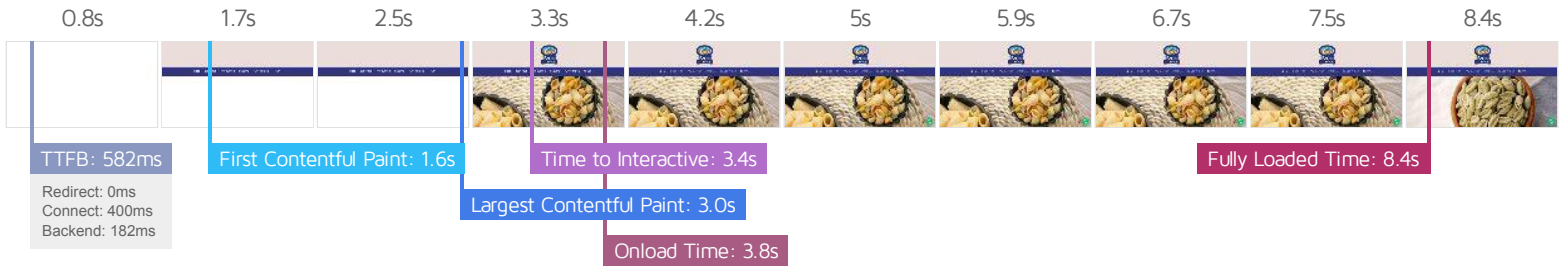 0.8s
1.7s
2.5s
3.3s
4.2s
5s
5.9s
6.7s
7.5s
8.4s
TTFB: 582ms
First Contentful Paint: 1.6s
Time to Interactive: 3.4s
Fully Loaded Time: 8.4s
Redirect: 0ms
Connect: 400ms
Backend: 182ms
Largest Contentful Paint: 3.0s
Onload Time: 3.8s